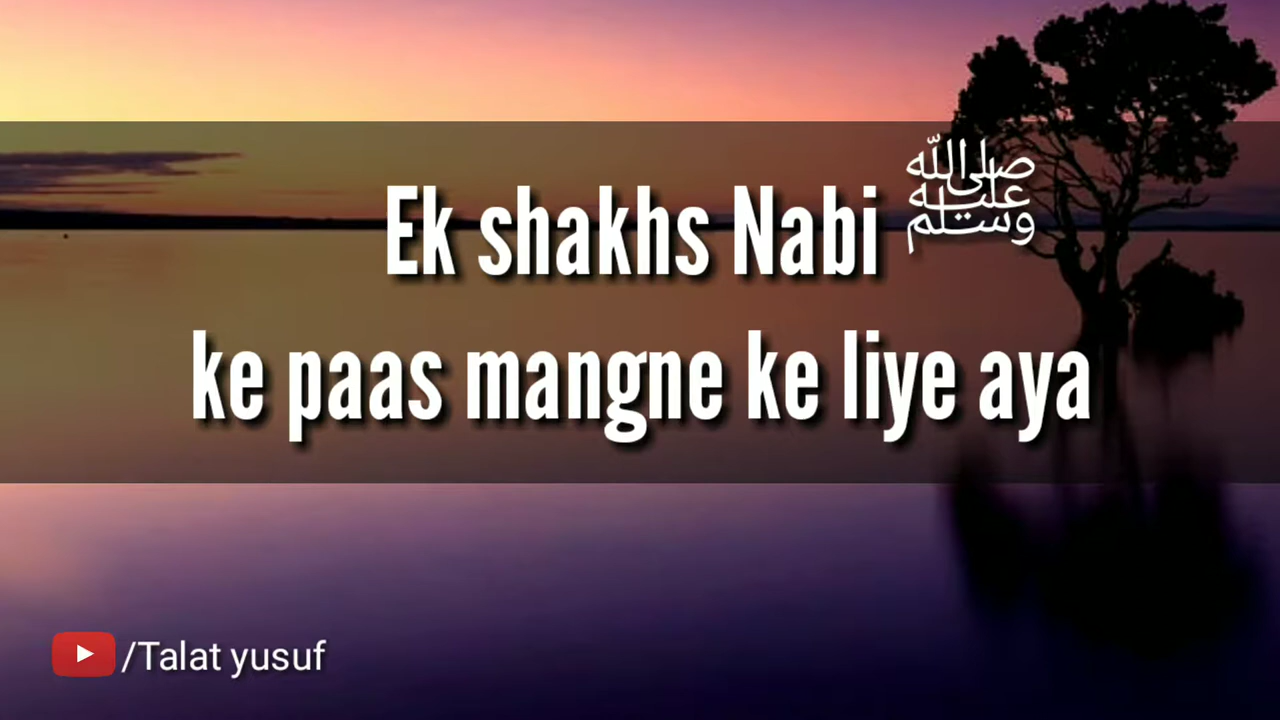 Ek shakhs Nabi ﷺ
ke paas mangne ke liye aya
/Talat yusuf